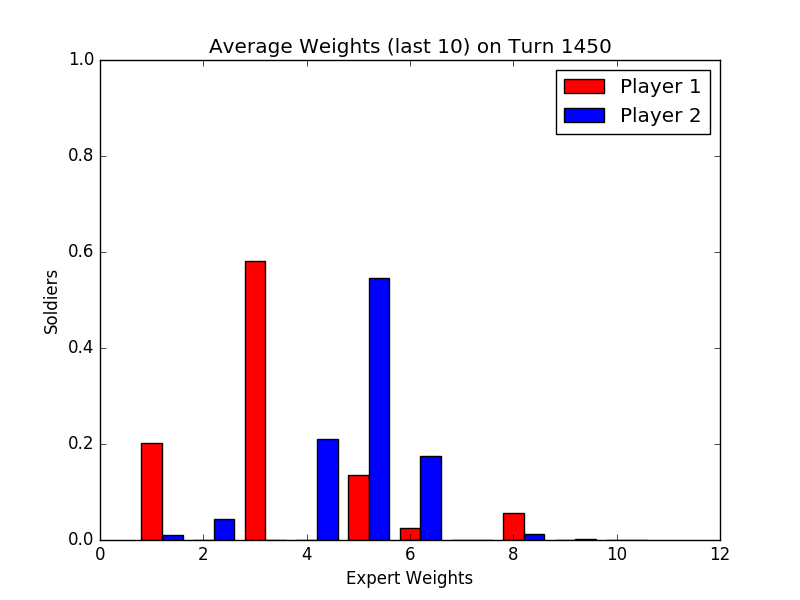 Average Weights (last 10) on Turn 1450
1.0
0.8
0.6
0.4
0.2
0.0
Soldiers
Player 1
Player 2
0 2 4 6 8 10 12
Expert Weights